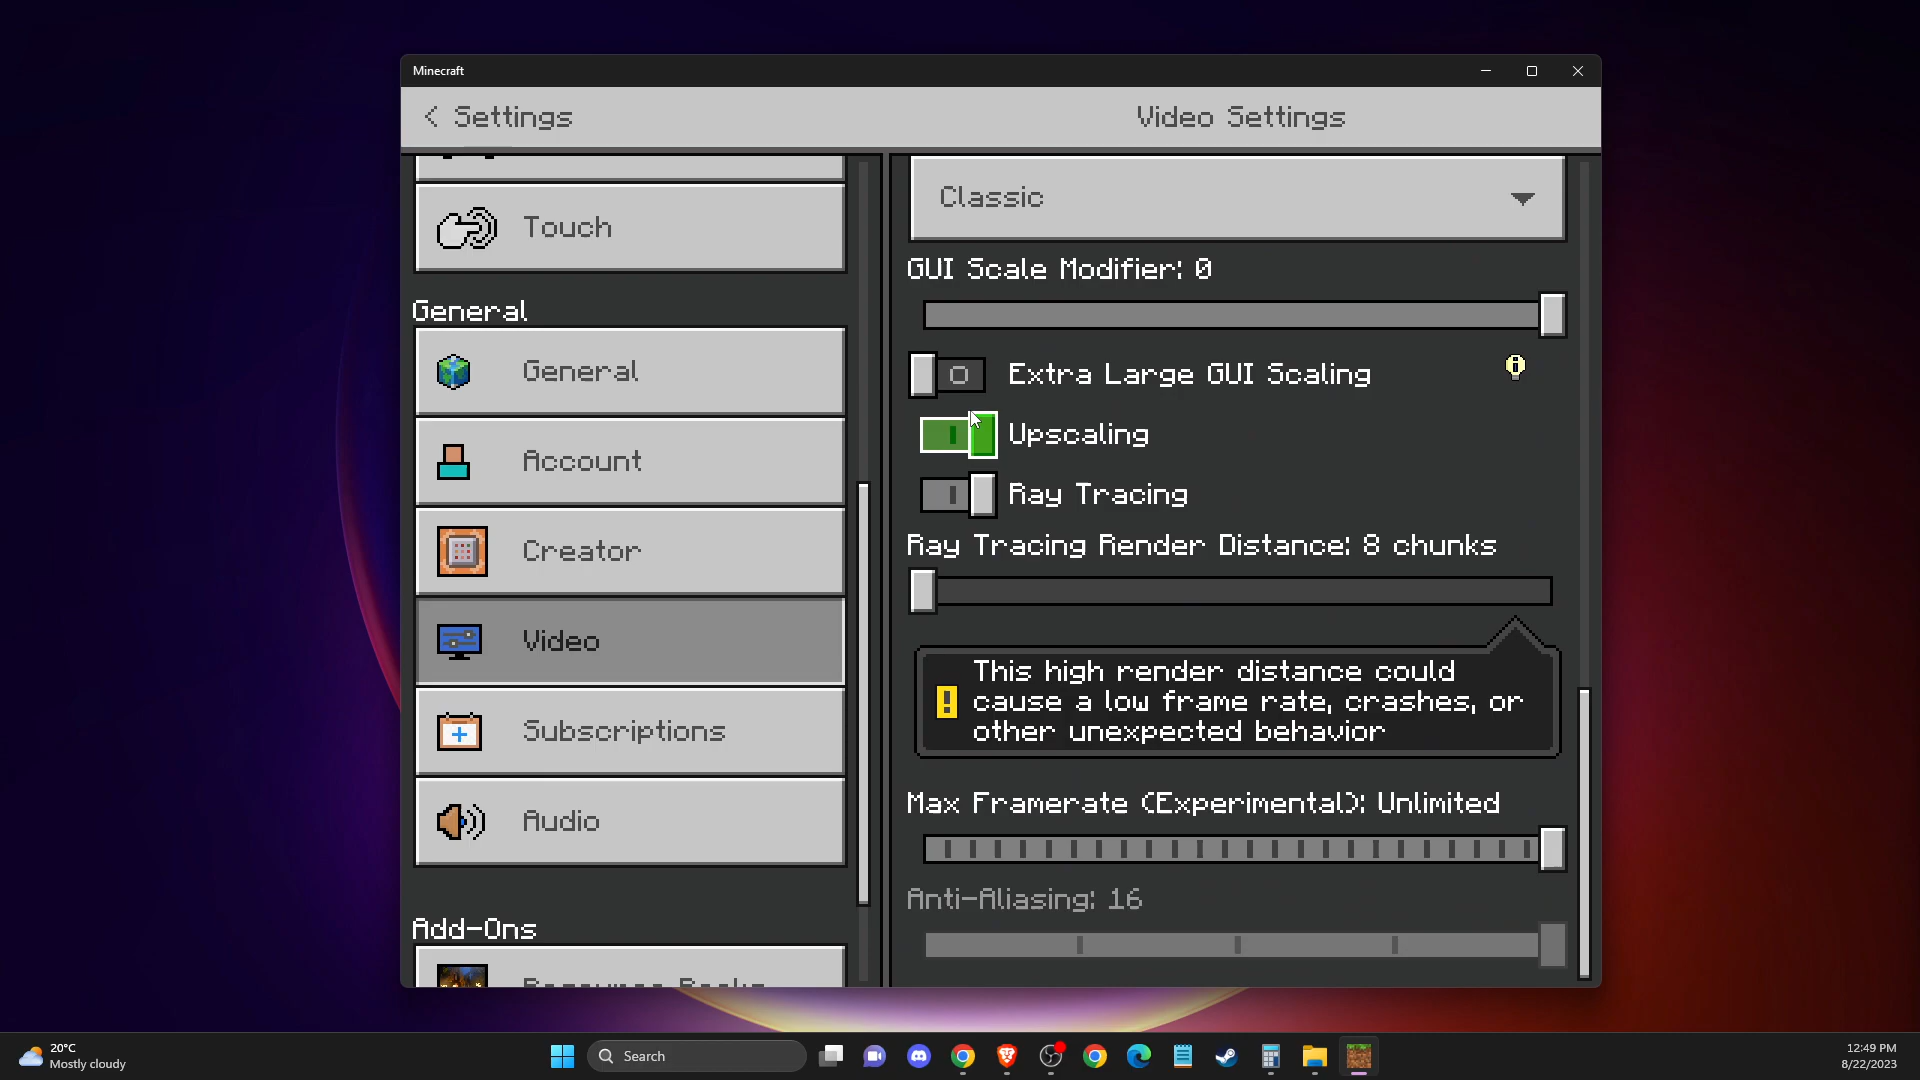 Minecraft
< Settings
Video Settings
Touch
General
General
Account
Creator
Video
Subscriptions
Audio
Add-Ons
Classic
GUI Scale Modifier: 0
Extra Large GUI Scaling
Upscaling
Ray Tracing
Ray Tracing Render Distance: 8 chunks
This high render distance could
cause a low frame rate, crashes, or
other unexpected behavior
Max Framerate (Experimental): Unlimited
Anti-Aliasing: 16
20°C
Mostly cloudy
Search
12:49 PM
8/22/2023